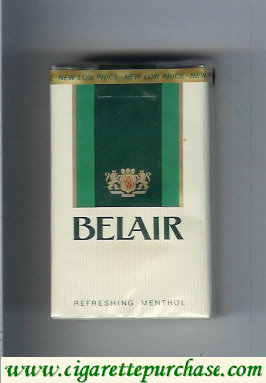 NEW LOW PRICE · NEW LOW PRICE · NEW
BELAIR
REFRESHING MENTHOL
www.cigarettepurchase.com